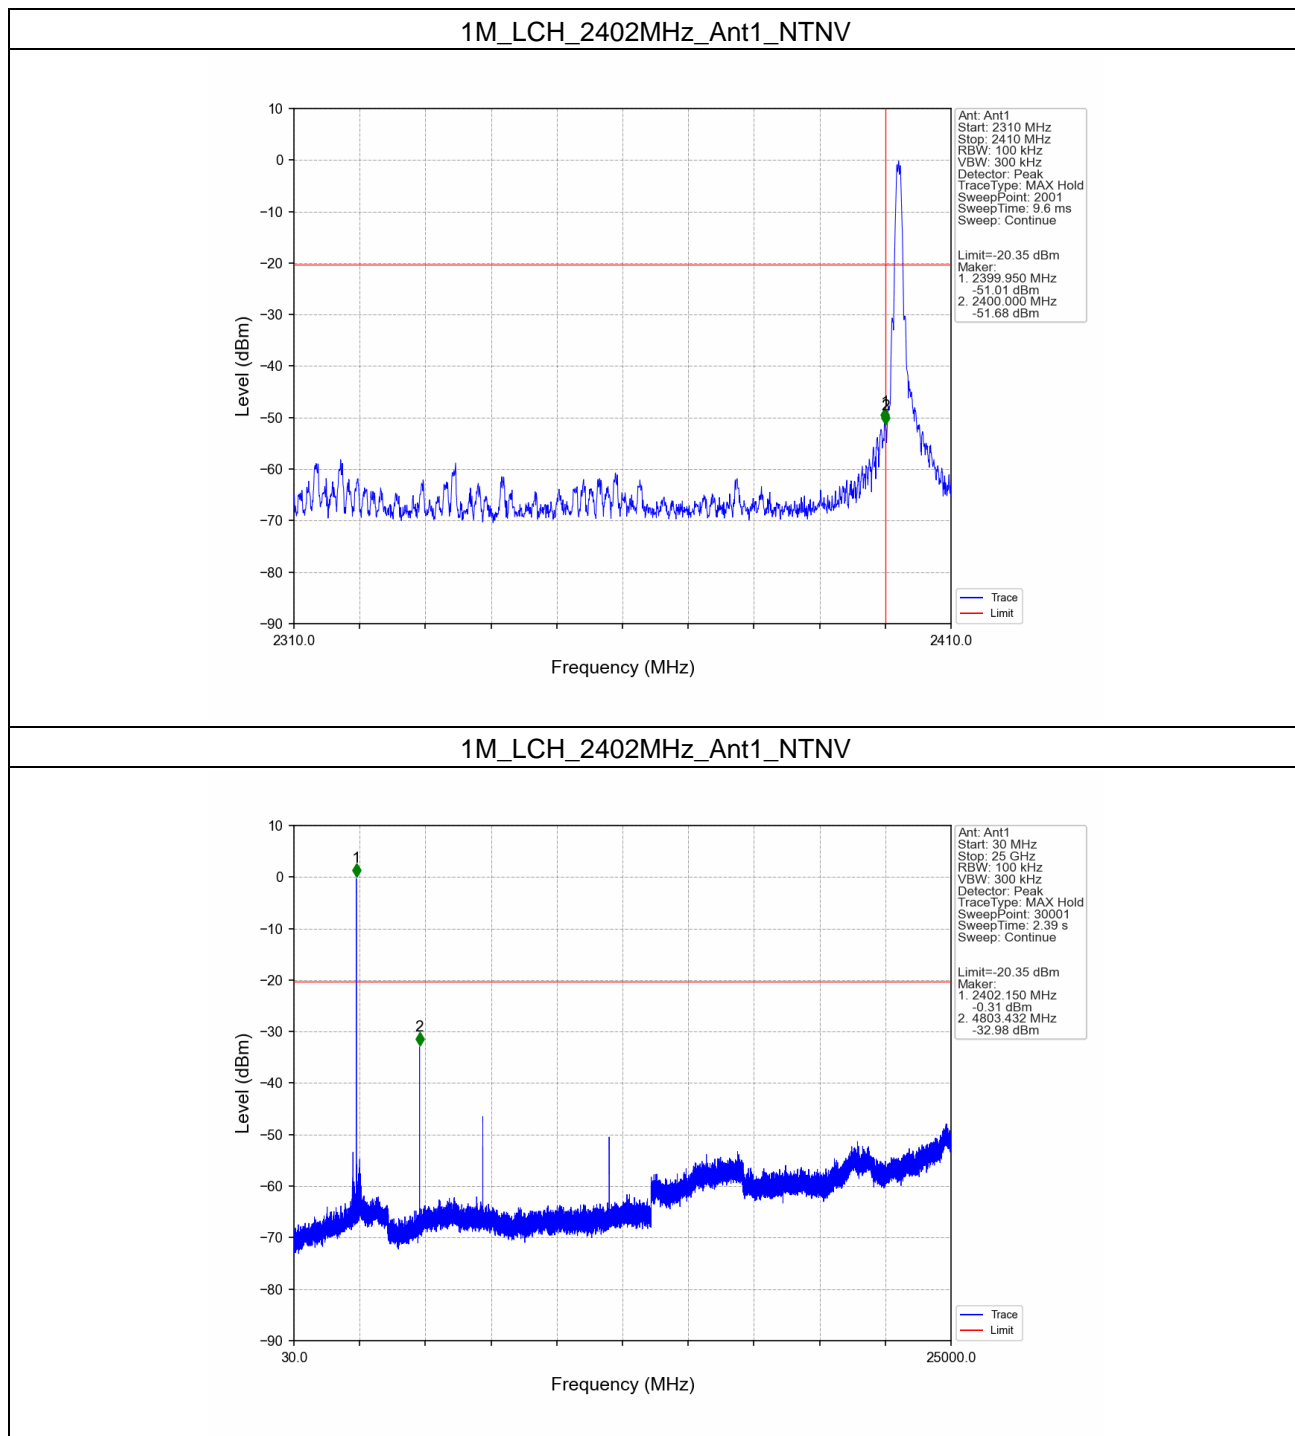 1M_LCH_2402MHz_Ant1_NTNV
10
0
−10
−20
−30
−40
−50
−60
−70
−80
−90
Level (dBm)
2310.0
2410.0
Frequency (MHz)
1
2
Ant: Ant1
Start: 2310 MHz
Stop: 2410 MHz
RBW: 100 kHz
VBW: 300 kHz
Detector: Peak
TraceType: MAX Hold
SweepPoint: 2001
SweepTime: 9.6 ms
Sweep: Continue
Limit=-20.35 dBm
Maker:
1. 2399.950 MHz
-51.01 dBm
2. 2400.000 MHz
-51.68 dBm
Trace
Limit
1M_LCH_2402MHz_Ant1_NTNV
10
0
−10
−20
−30
−40
−50
−60
−70
−80
−90
Level (dBm)
30.0
25000.0
Frequency (MHz)
1
2
Ant: Ant1
Start: 30 MHz
Stop: 25 GHz
RBW: 100 kHz
VBW: 300 kHz
Detector: Peak
TraceType: MAX Hold
SweepPoint: 30001
SweepTime: 2.39 s
Sweep: Continue
Limit=-20.35 dBm
Maker:
1. 2402.150 MHz
-0.31 dBm
2. 4803.432 MHz
-32.98 dBm
Trace
Limit